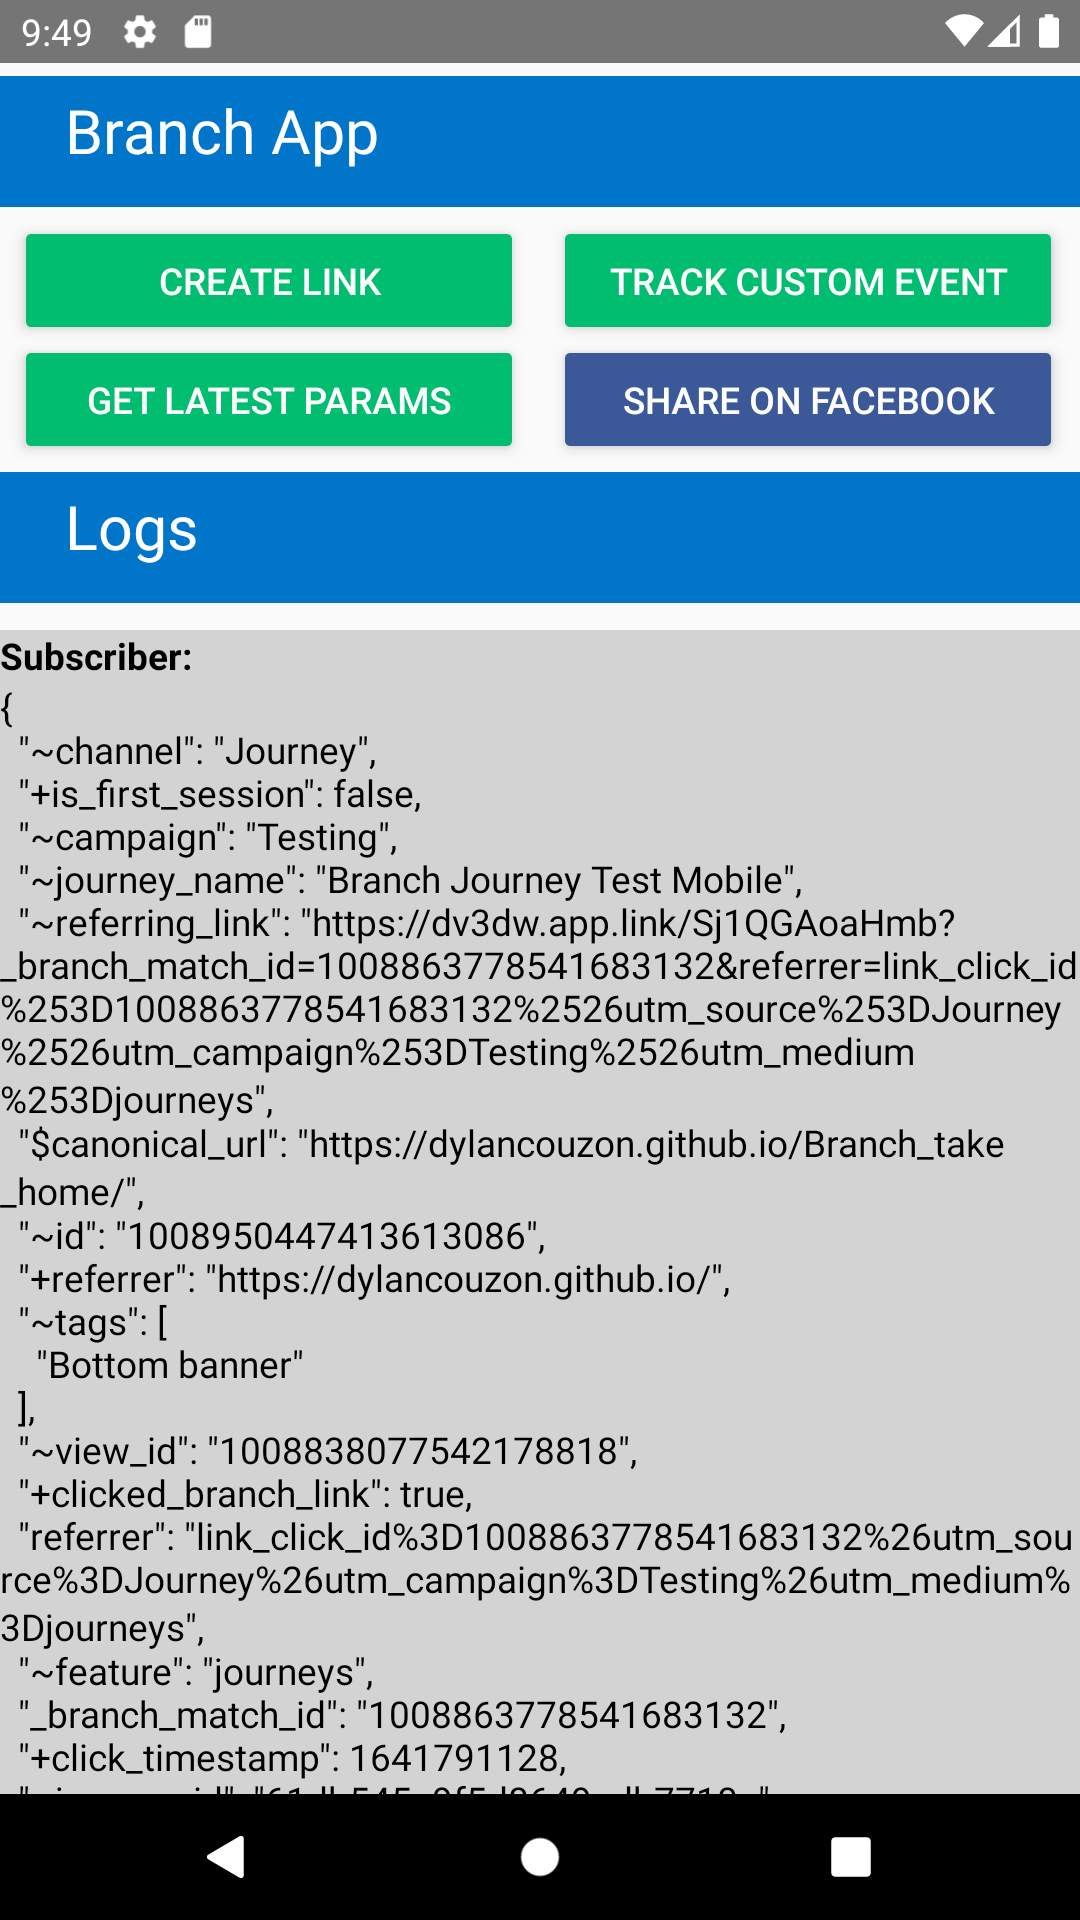 9:49
Branch App
CREATE LINK
TRACK CUSTOM EVENT
GET LATEST PARAMS
SHARE ON FACEBOOK
Logs
Subscriber:
{
"~channel": "Journey",
"+is_first_session": false,
"~campaign": "Testing",
"~journey_name": "Branch Journey Test Mobile",
"~referring_link": "https://dv3dw.app.link/Sj1QGAoaHmb?
_branch_match_id=1008863778541683132&referrer=link_click_id
%253D1008863778541683132%2526utm_source%253DJourney
%2526utm_campaign%253DTesting%2526utm_medium
%253Djourneys",
"$canonical_url": "https://dylancouzon.github.io/Branch_take
_home/",
"~id": "1008950447413613086",
"+referrer": "https://dylancouzon.github.io/",
"~tags": [
"Bottom banner"
],
"~view_id": "1008838077542178818",
"+clicked_branch_link": true,
"referrer": "link_click_id%3D1008863778541683132%26utm_sou
rce%3DJourney%26utm_campaign%3DTesting%26utm_medium%
3Djourneys",
"~feature": "journeys",
"_branch_match_id": "1008863778541683132",
"+click_timestamp": 1641791128,